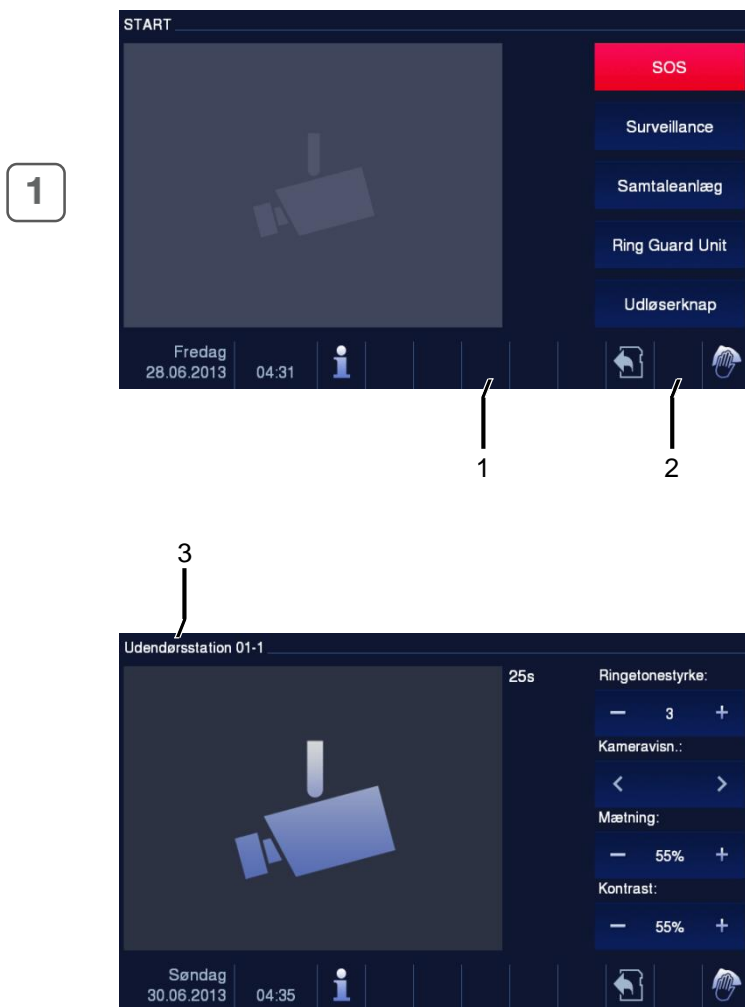 START
SOS
Surveillance
1
Samtaleanlæg
Ring Guard Unit
Udløserknap
Fredag
28.06.2013 04:31
1 2
3
Udendørsstation 01-1
25s Ringetonestyrke:
− 3 +
Kameravisn.:
< >
Mætning:
− 55% +
Kontrast:
− 55% +
Søndag
30.06.2013 04:35